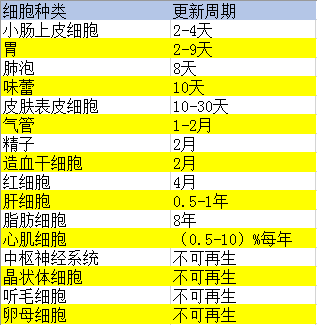 细胞种类 更新周期
小肠上皮细胞 2-4天
胃 2-9天
肺泡 8天
味蕾 10天
皮肤表皮细胞 10-30天
气管 1-2月
精子 2月
造血干细胞 2月
红细胞 4月
肝细胞 0.5-1年
脂肪细胞 8年
心肌细胞 （0.5-10）%每年
中枢神经系统 不可再生
晶状体细胞 不可再生
听毛细胞 不可再生
卵母细胞 不可再生